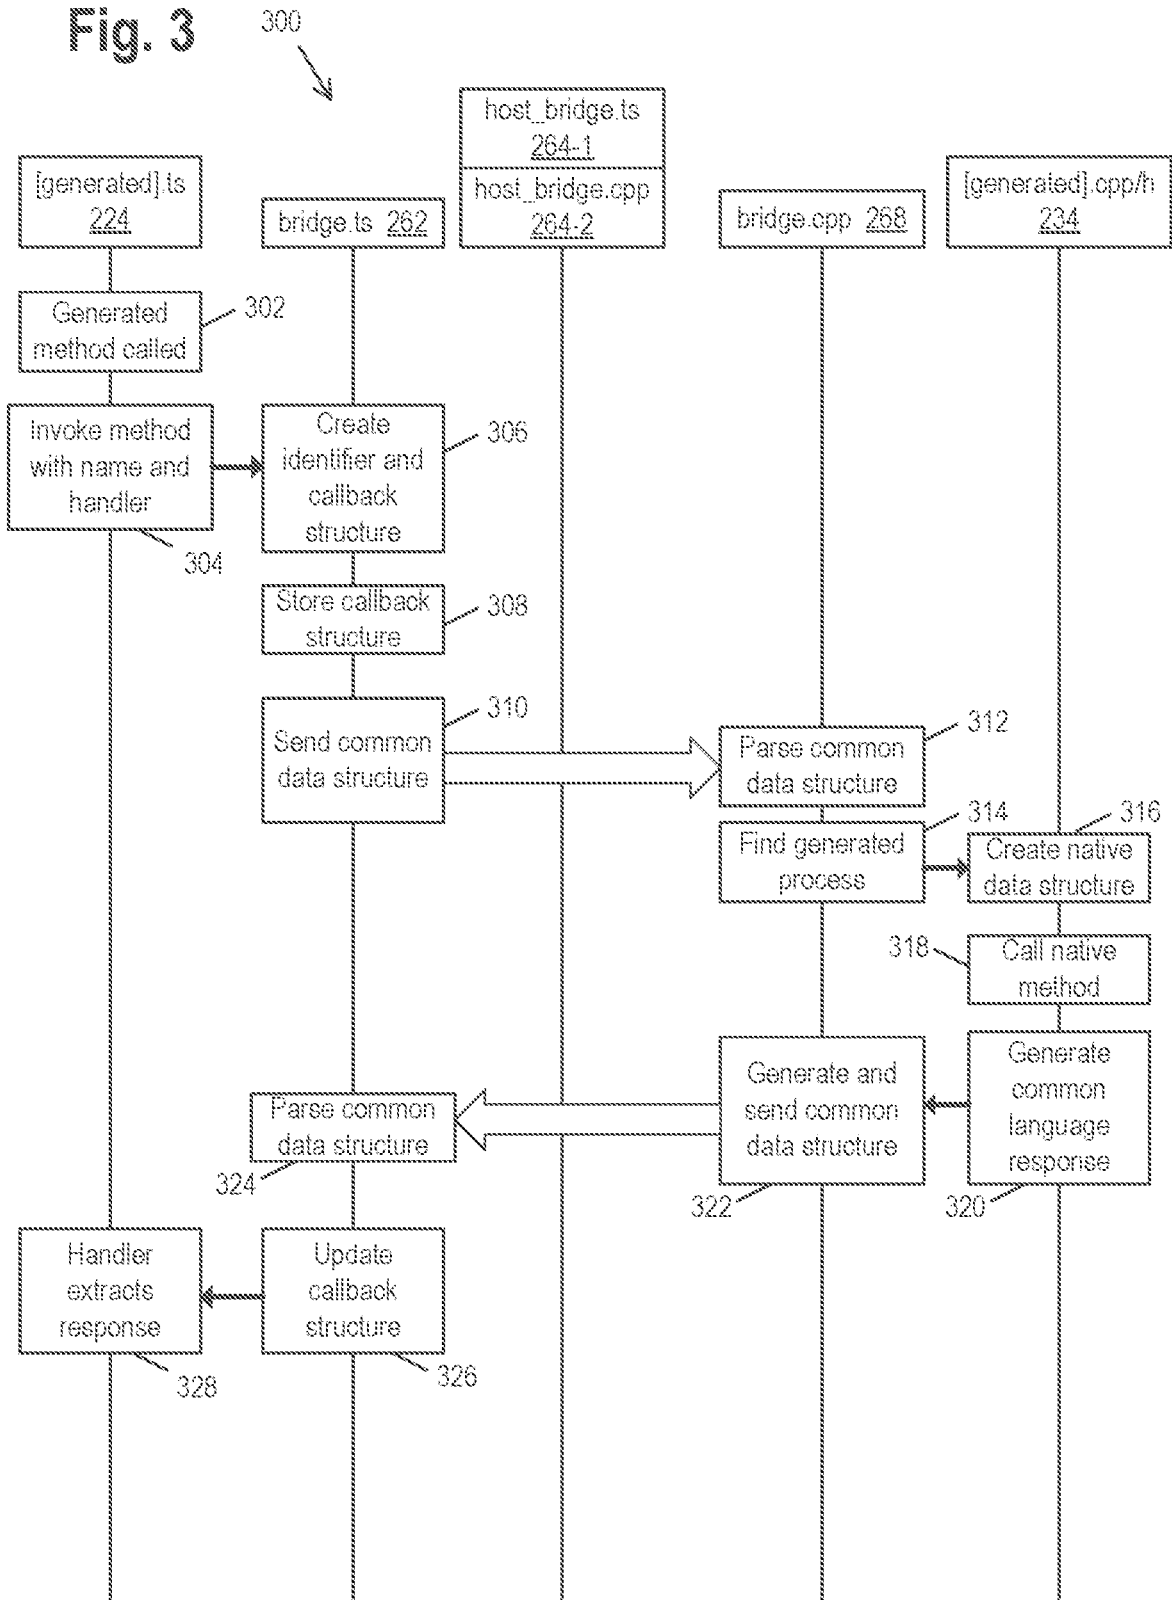 Fig. 3
300
host_bridge.ts
264-1
host_bridge.cpp
264-2
[generated].ts
224
bridge.ts 262
bridge.cpp 268
[generated].cpp/h
234
Generated
method called
302
Invoke method
with name and
handler
304
Create
identifier and
callback
structure
306
Store callback
structure
308
Send common
data structure
310
Parse common
data structure
312
Find generated
process
314
Create native
data structure
316
Call native
method
318
Generate
common
language
response
320
Generate and
send common
data structure
322
Parse common
data structure
324
Update
callback
structure
326
Handler
extracts
response
328